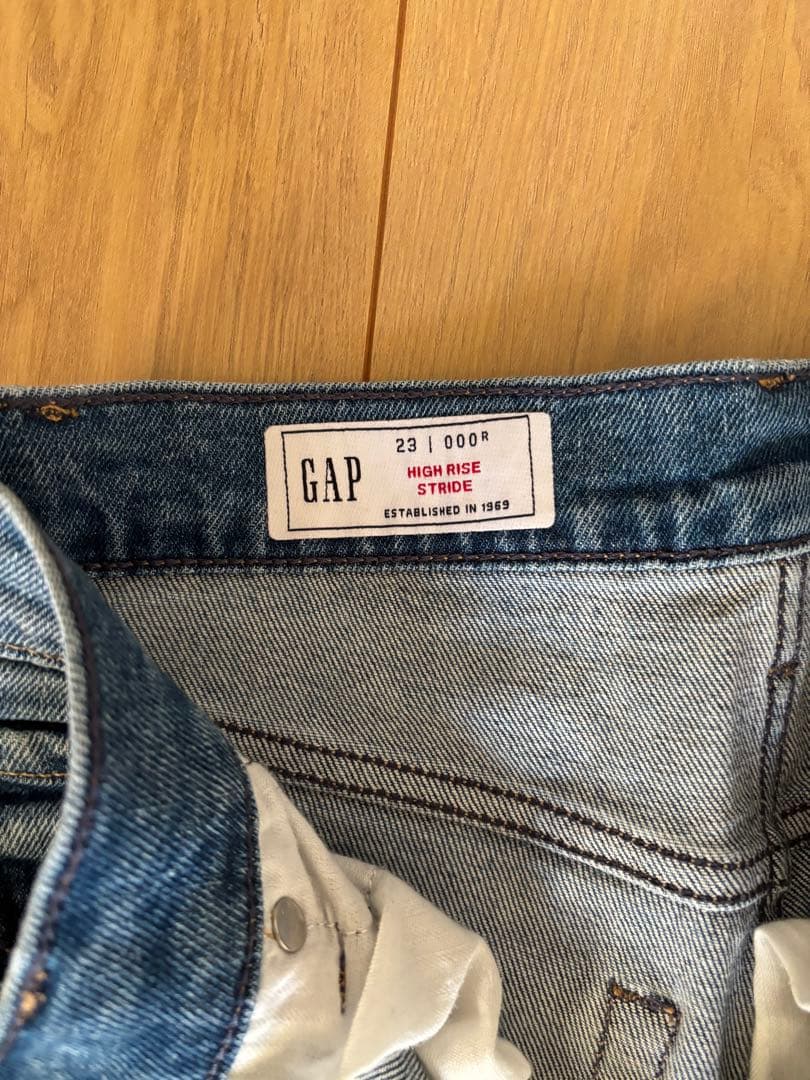 GAP
23 | 000R
HIGH RISE
STRIDE
ESTABLISHED IN 1969